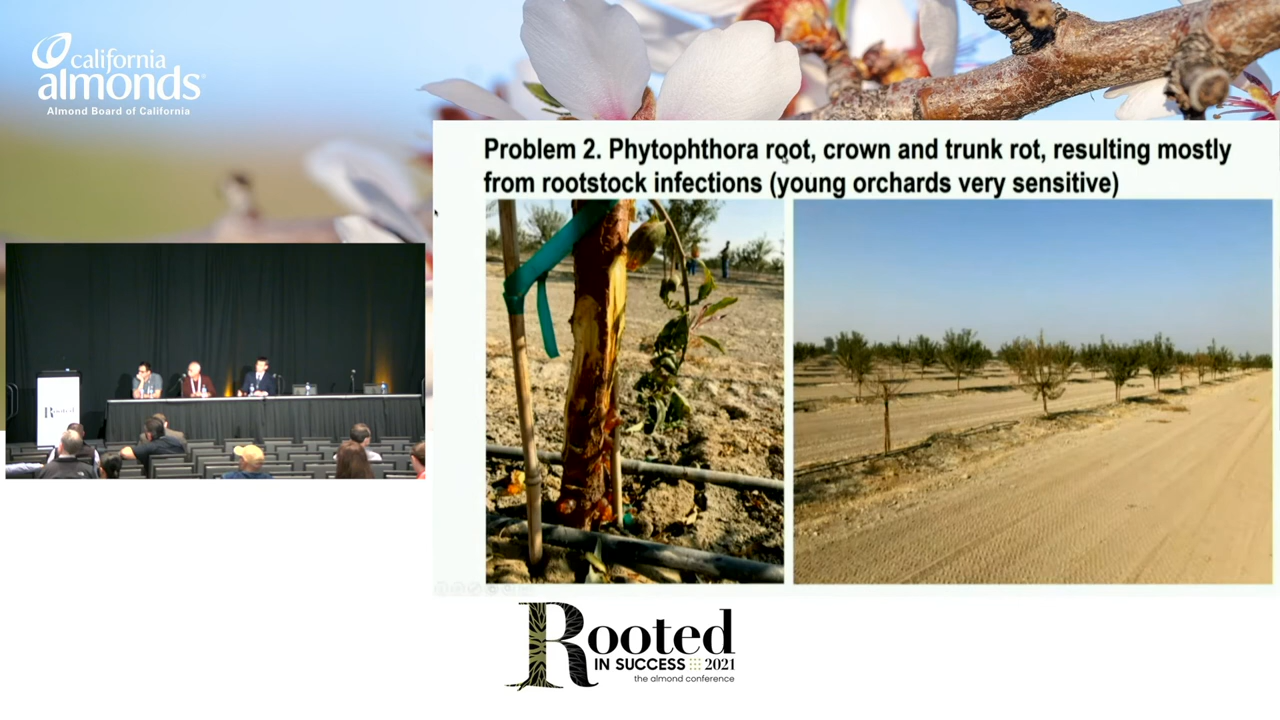 california
almonds
Almond Board of California
Problem 2. Phytophthora root, crown and trunk rot, resulting mostly
from rootstock infections (young orchards very sensitive)
Rooted
Rooted
IN SUCCESS 2021
the almond conference